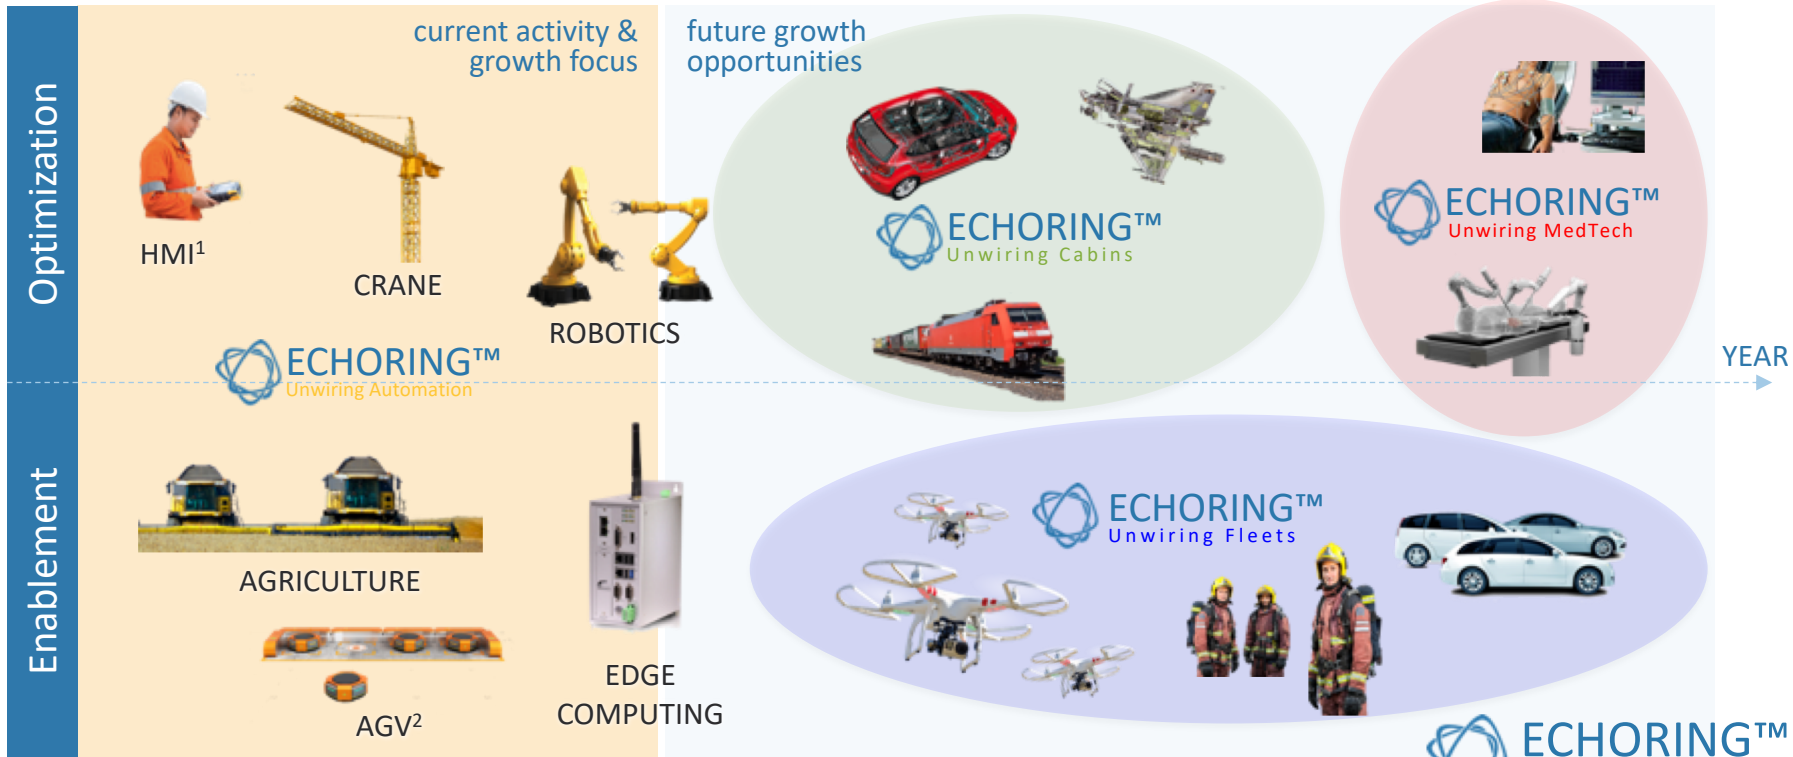 current activity &
growth focus
future growth
opportunities
Optimization
HMI¹
CRANE
ROBOTICS
ECHORING™
Unwiring Automation
ECHORING™
Unwiring Cabins
ECHORING™
Unwiring MedTech
YEAR
Enablement
AGRICULTURE
AGV²
EDGE
COMPUTING
ECHORING™
Unwiring Fleets
ECHORING™